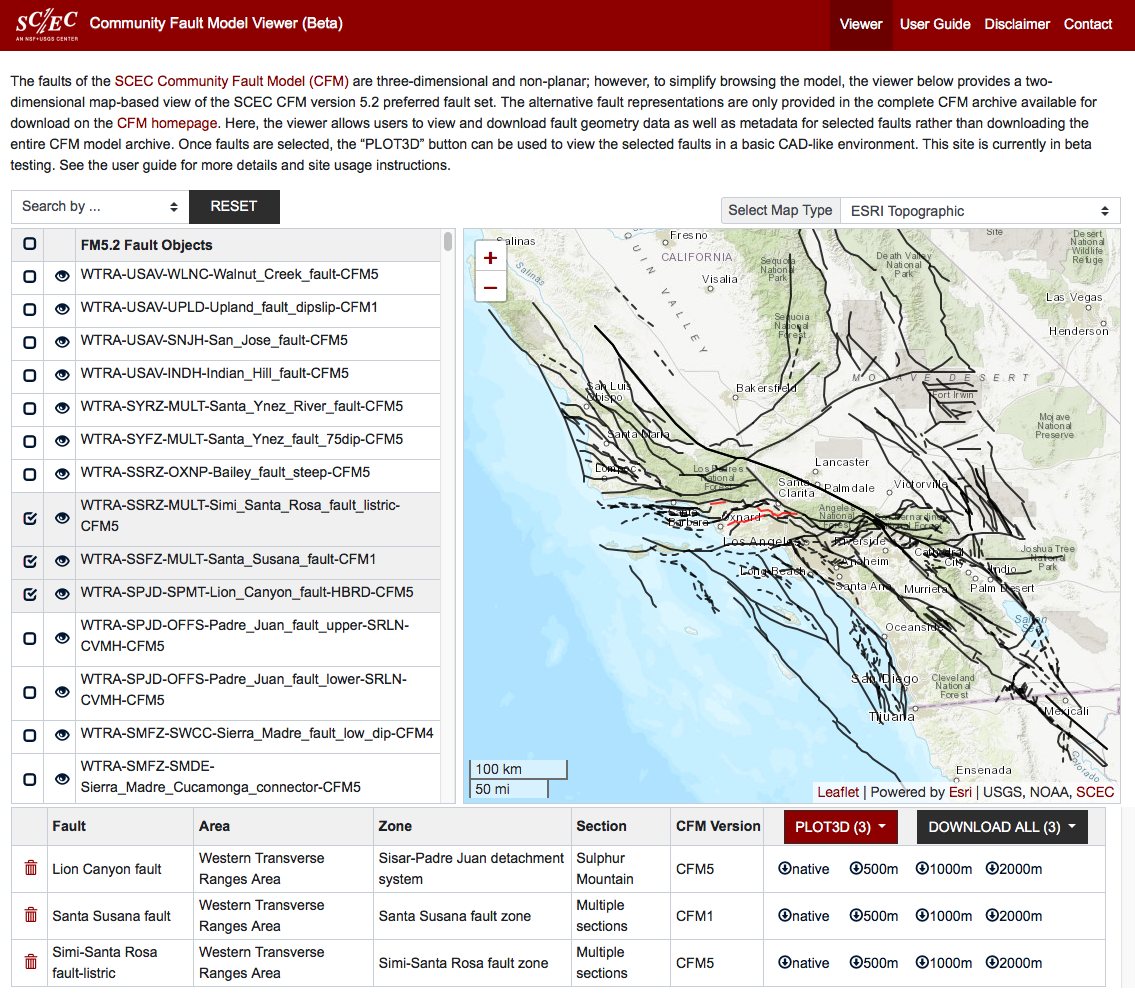 SC/EC
AN NSF+USGS CENTER
Community Fault Model Viewer (Beta)
Viewer
User Guide
Disclaimer
Contact
The faults of the SCEC Community Fault Model (CFM) are three-dimensional and non-planar; however, to simplify browsing the model, the viewer below provides a two-
dimensional map-based view of the SCEC CFM version 5.2 preferred fault set. The alternative fault representations are only provided in the complete CFM archive available for
download on the CFM homepage. Here, the viewer allows users to view and download fault geometry data as well as metadata for selected faults rather than downloading the
entire CFM model archive. Once faults are selected, the “PLOT3D” button can be used to view the selected faults in a basic CAD-like environment. This site is currently in beta
testing. See the user guide for more details and site usage instructions.
Search by ...
RESET
Select Map Type
ESRI Topographic
FM5.2 Fault Objects
WTRA-USAV-WLNC-Walnut_Creek_fault-CFM5
WTRA-USAV-UPLD-Upland_fault_dipslip-CFM1
WTRA-USAV-SNJH-San_Jose_fault-CFM5
WTRA-USAV-INDH-Indian_Hill_fault-CFM5
WTRA-SYRZ-MULT-Santa_Ynez_River_fault-CFM5
WTRA-SYFZ-MULT-Santa_Ynez_fault_75dip-CFM5
WTRA-SSRZ-OXNP-Bailey_fault_steep-CFM5
WTRA-SSRZ-MULT-Simi_Santa_Rosa_fault_listric-
CFM5
WTRA-SSFZ-MULT-Santa_Susana_fault-CFM1
WTRA-SPJD-SPMT-Lion_Canyon_fault-HBRD-CFM5
WTRA-SPJD-OFFS-Padre_Juan_fault_upper-SRLN-
CVMH-CFM5
WTRA-SPJD-OFFS-Padre_Juan_fault_lower-SRLN-
CVMH-CFM5
WTRA-SMFZ-SWCC-Sierra_Madre_fault_low_dip-CFM4
WTRA-SMFZ-SMDE-
Sierra_Madre_Cucamonga_connector-CFM5
+
−
Salinas
Salinas
Fresno
CALIFORNIA
Visalia
VALLEY
Sequoia
National
Park
Sequoia
National
Forest
Death Valley
National
Park
Site
Desert
National
Wildlife
Refuge
Las Vegas
Henderson
San Luis
Obispo
Bakersfield
MOJAVE DESERT
Fort Irwin
Mojave
National
Preserve
Santa Maria
Lompoc
Los Padres
National
Forest
Lancaster
Santa
Clarita
Palmdale
Victorville
Santa
Barbara
Oxnard
Angeles
National
Forest
San Bernardino
National Forest
Los Angeles
Riverside
Cathedral
City
Joshua Tree
National
Park
Long Beach
Anaheim
Indio
Santa Ana
Murrieta
Palm Desert
Oceanside
Salton
Sea
San Diego
Cleveland
National
Forest
Tijuana
Mexicali
Colorado
Ensenada
100 km
50 mi
Leaflet | Powered by Esri | USGS, NOAA, SCEC
Fault
Area
Zone
Section
CFM Version
PLOT3D (3)
DOWNLOAD ALL (3)
Lion Canyon fault
Western Transverse
Ranges Area
Sisar-Padre Juan detachment
system
Sulphur
Mountain
CFM5
native 500m 1000m 2000m
Santa Susana fault
Western Transverse
Ranges Area
Santa Susana fault zone
Multiple
sections
CFM1
native 500m 1000m 2000m
Simi-Santa Rosa
fault-listric
Western Transverse
Ranges Area
Simi-Santa Rosa fault zone
Multiple
sections
CFM5
native 500m 1000m 2000m